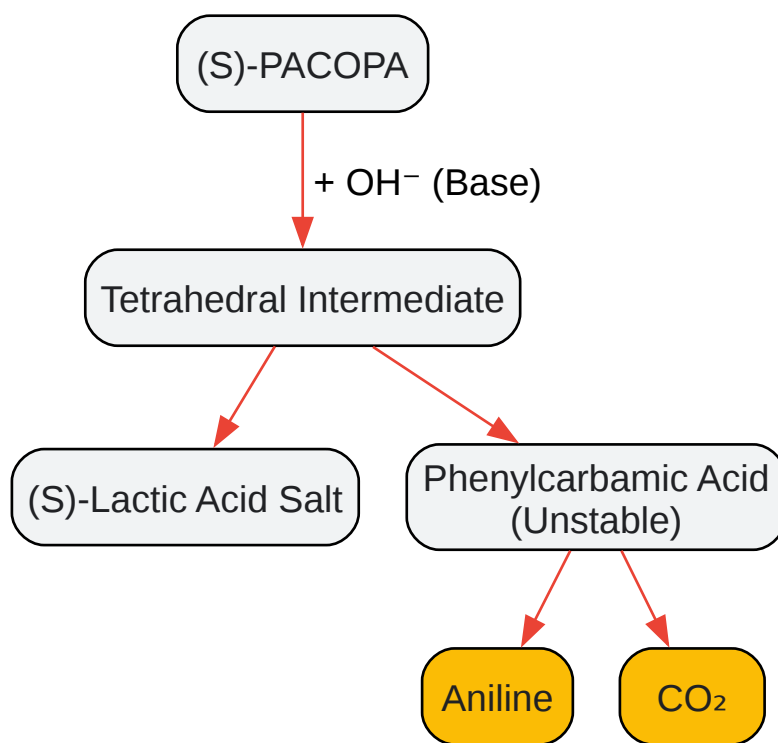 (S)-PACOPA
+ OH⁻ (Base)
Tetrahedral Intermediate
(S)-Lactic Acid Salt
Phenylcarbamic Acid
(Unstable)
Aniline
CO₂